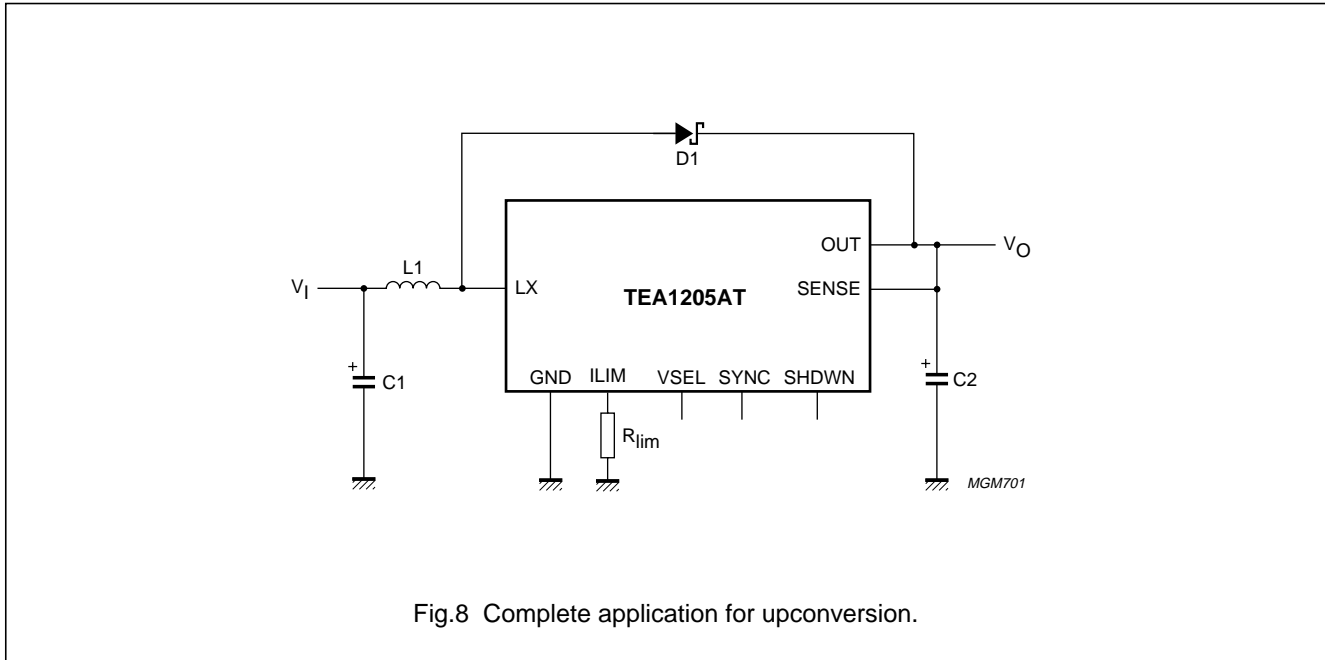 D1
OUT
V_O
L1
V_I
LX
TEA1205AT
SENSE
C1
GND ILIM VSEL SYNC SHDWN
C2
+
+
R_lim
MGM701
Fig.8 Complete application for upconversion.